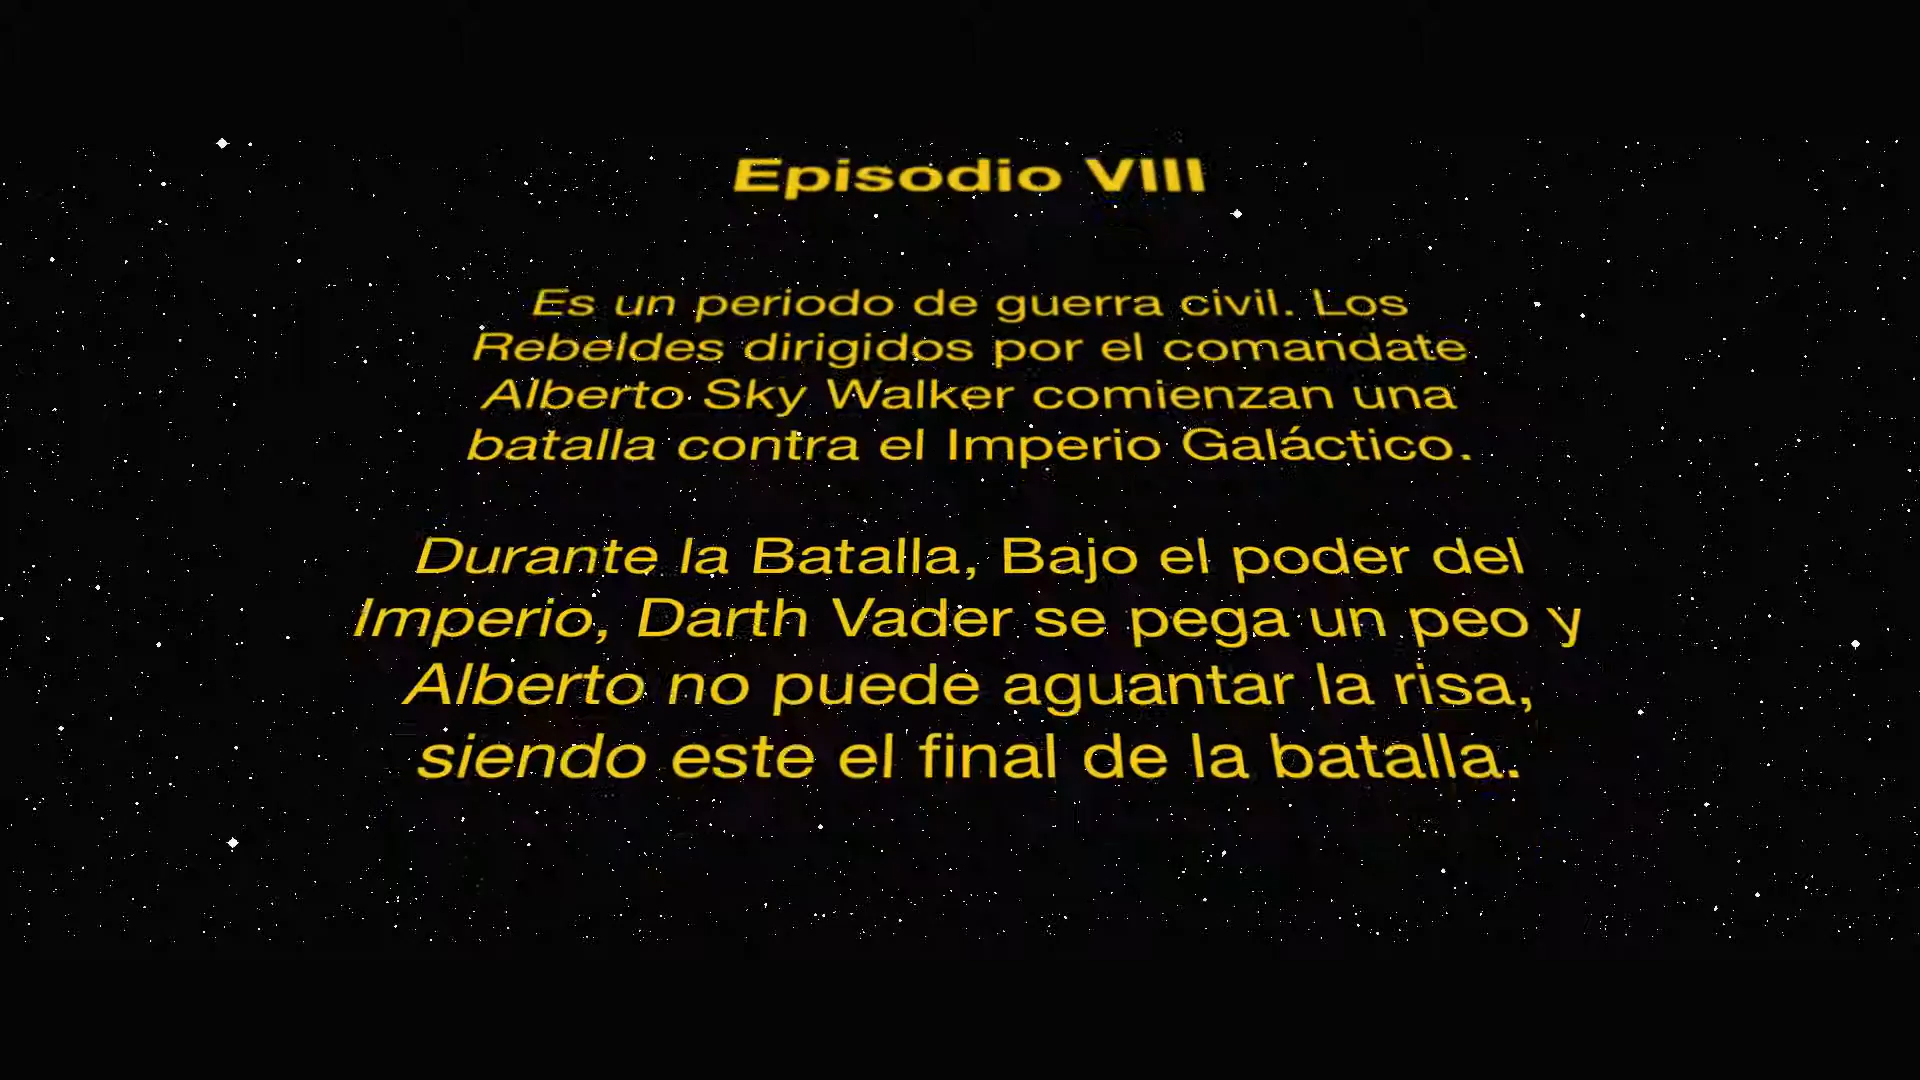 Episodio VIII
Es un periodo de guerra civil. Los
Rebeldes dirigidos por el comandate
Alberto Sky Walker comienzan una
batalla contra el Imperio Galáctico.
Durante la Batalla, Bajo el poder del
Imperio, Darth Vader se pega un peo y
Alberto no puede aguantar la risa,
siendo este el final de la batalla.